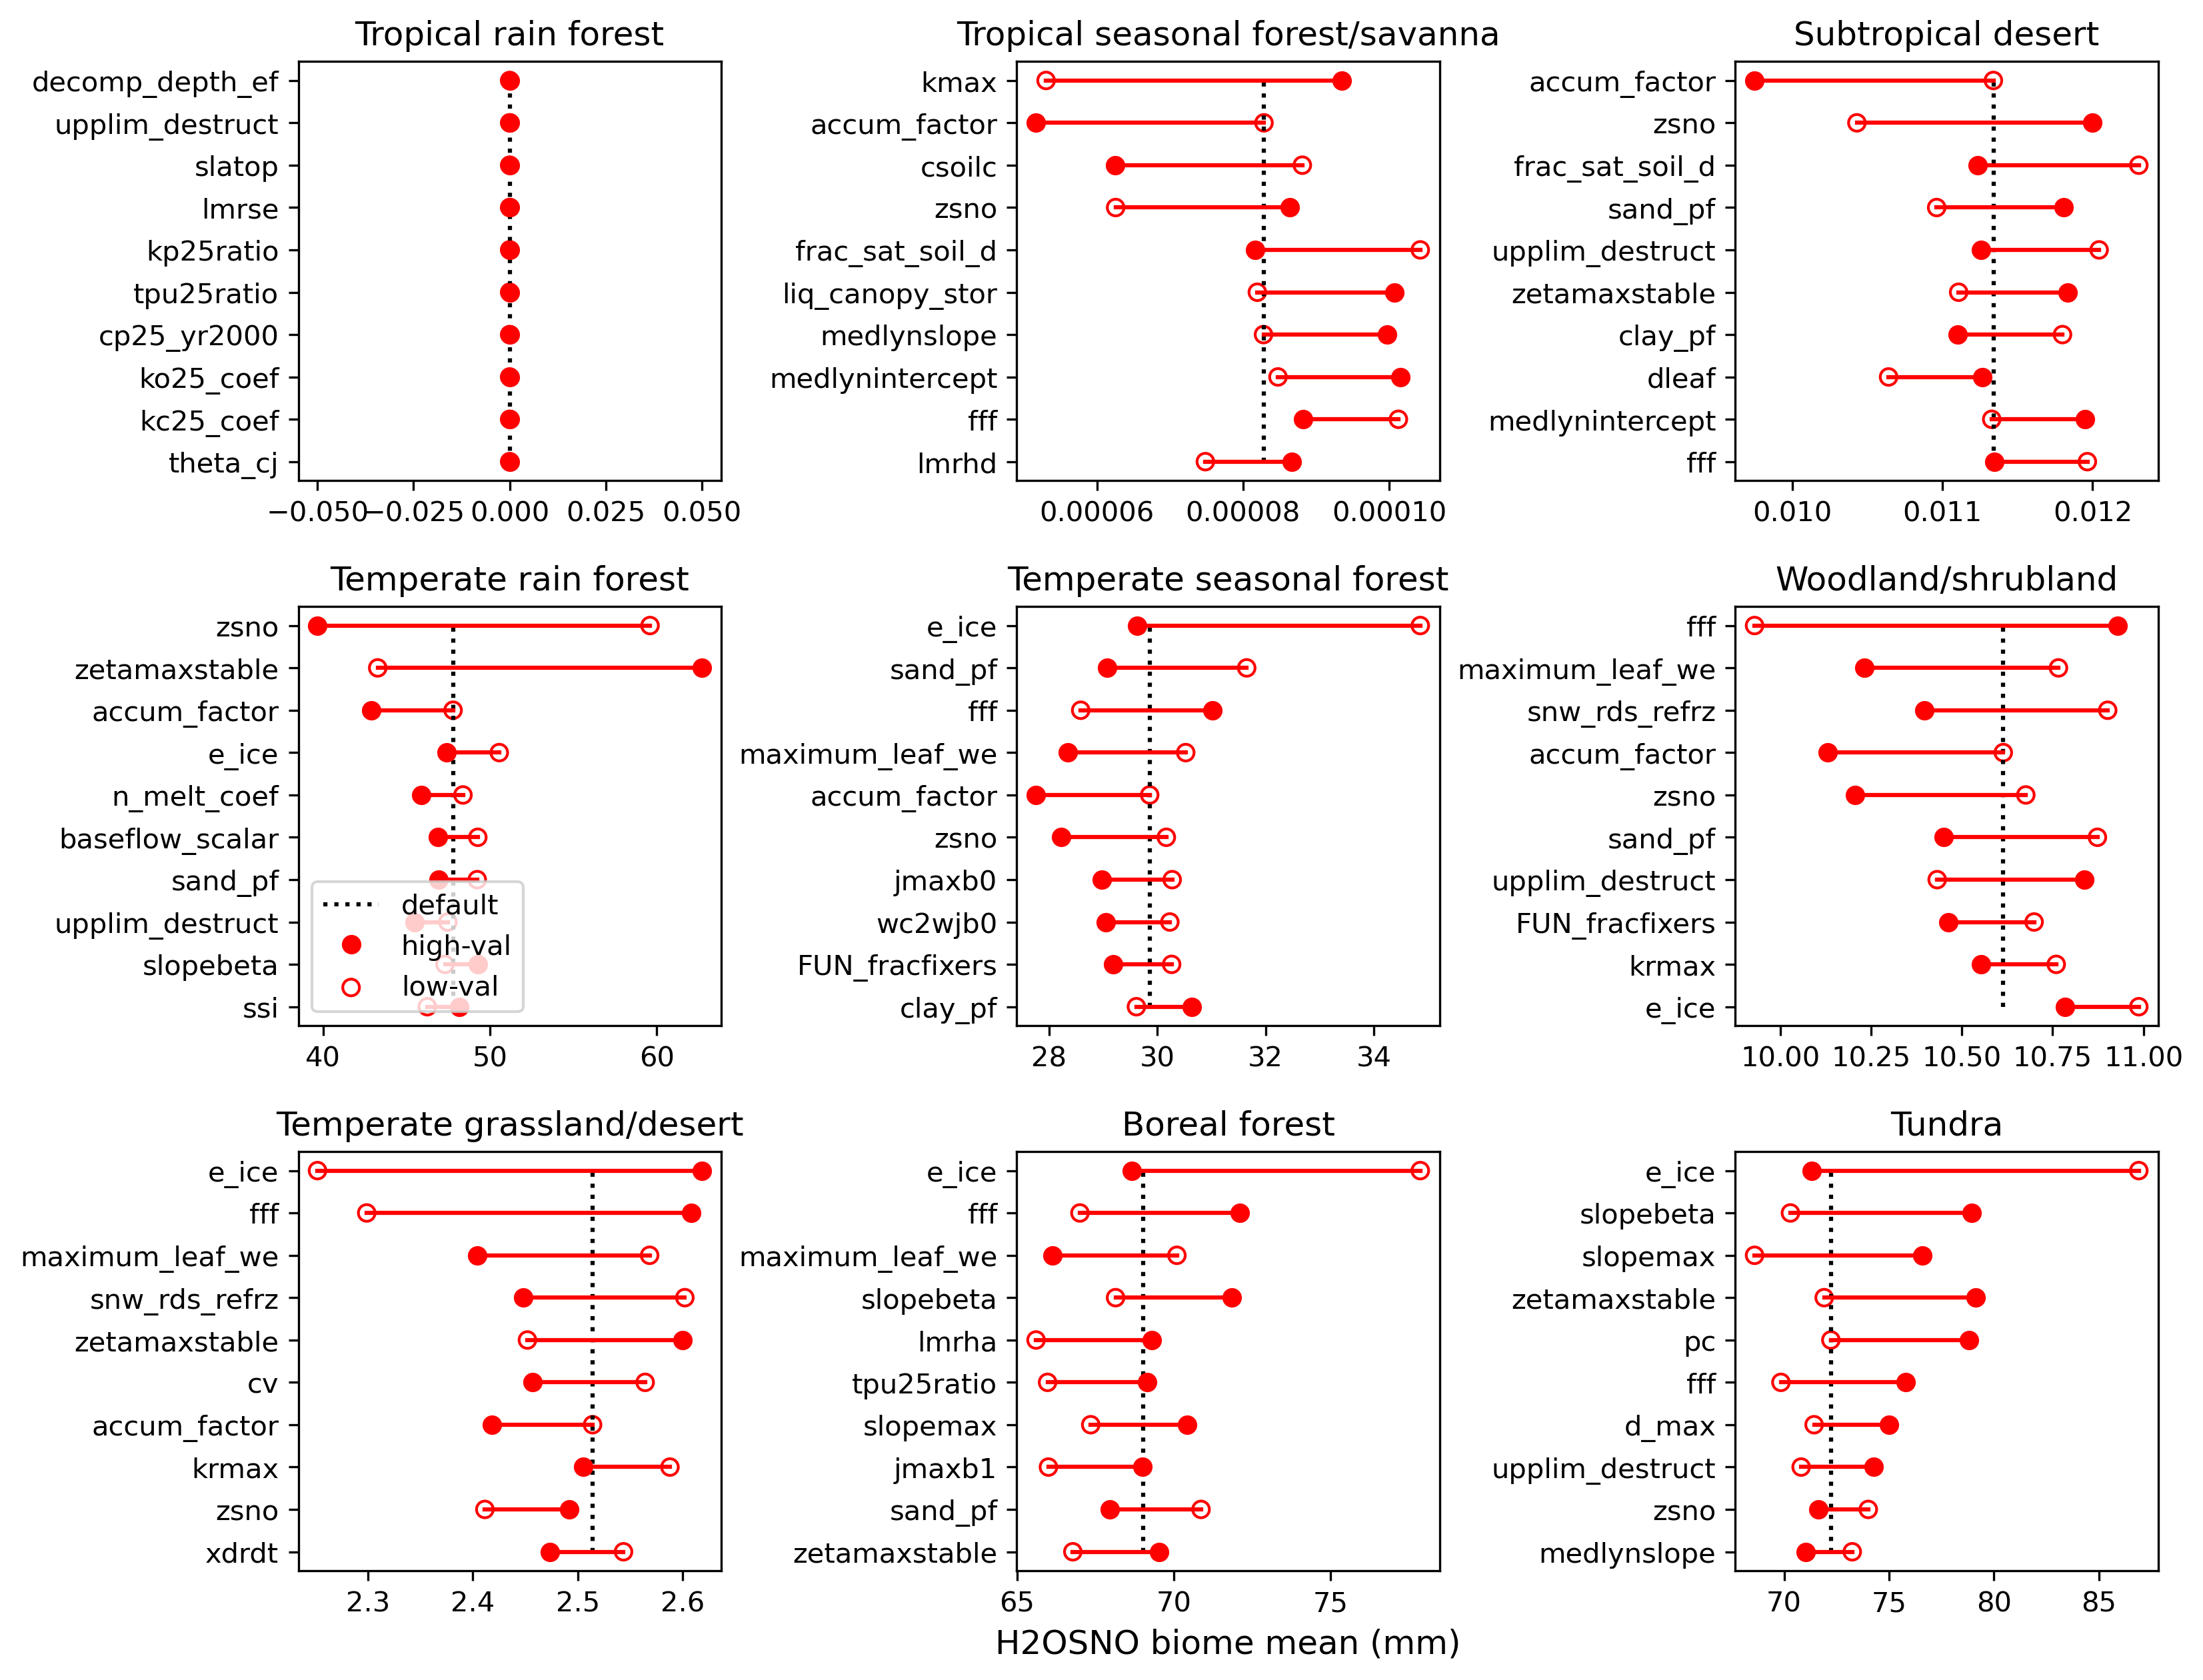 Tropical rain forest
decomp_depth_ef
upplim_destruct
slatop
lmrse
kp25ratio
tpu25ratio
cp25_yr2000
ko25_coef
kc25_coef
theta_cj
−0.050 −0.025 0.000 0.025 0.050
Tropical seasonal forest/savanna
kmax
accum_factor
csoilc
zsno
frac_sat_soil_d
liq_canopy_stor
medlynslope
medlynintercept
fff
lmrhd
0.00006 0.00008 0.00010
Subtropical desert
accum_factor
zsno
frac_sat_soil_d
sand_pf
upplim_destruct
zetamaxstable
clay_pf
dleaf
medlynintercept
fff
0.010 0.011 0.012
Temperate rain forest
zsno
zetamaxstable
accum_factor
e_ice
n_melt_coef
baseflow_scalar
sand_pf
upplim_destruct
slopebeta
ssi
default
high-val
low-val
40 50 60
Temperate seasonal forest
e_ice
sand_pf
fff
maximum_leaf_we
accum_factor
zsno
jmaxb0
wc2wjb0
FUN_fracfixers
clay_pf
28 30 32 34
Woodland/shrubland
fff
maximum_leaf_we
snw_rds_refrz
accum_factor
zsno
sand_pf
upplim_destruct
FUN_fracfixers
krmax
e_ice
10.00 10.25 10.50 10.75 11.00
Temperate grassland/desert
e_ice
fff
maximum_leaf_we
snw_rds_refrz
zetamaxstable
cv
accum_factor
krmax
zsno
xdrdt
2.3 2.4 2.5 2.6
Boreal forest
e_ice
fff
maximum_leaf_we
slopebeta
lmrha
tpu25ratio
slopemax
jmaxb1
sand_pf
zetamaxstable
65 70 75
H2OSNO biome mean (mm)
Tundra
e_ice
slopebeta
slopemax
zetamaxstable
pc
fff
d_max
upplim_destruct
zsno
medlynslope
70 75 80 85